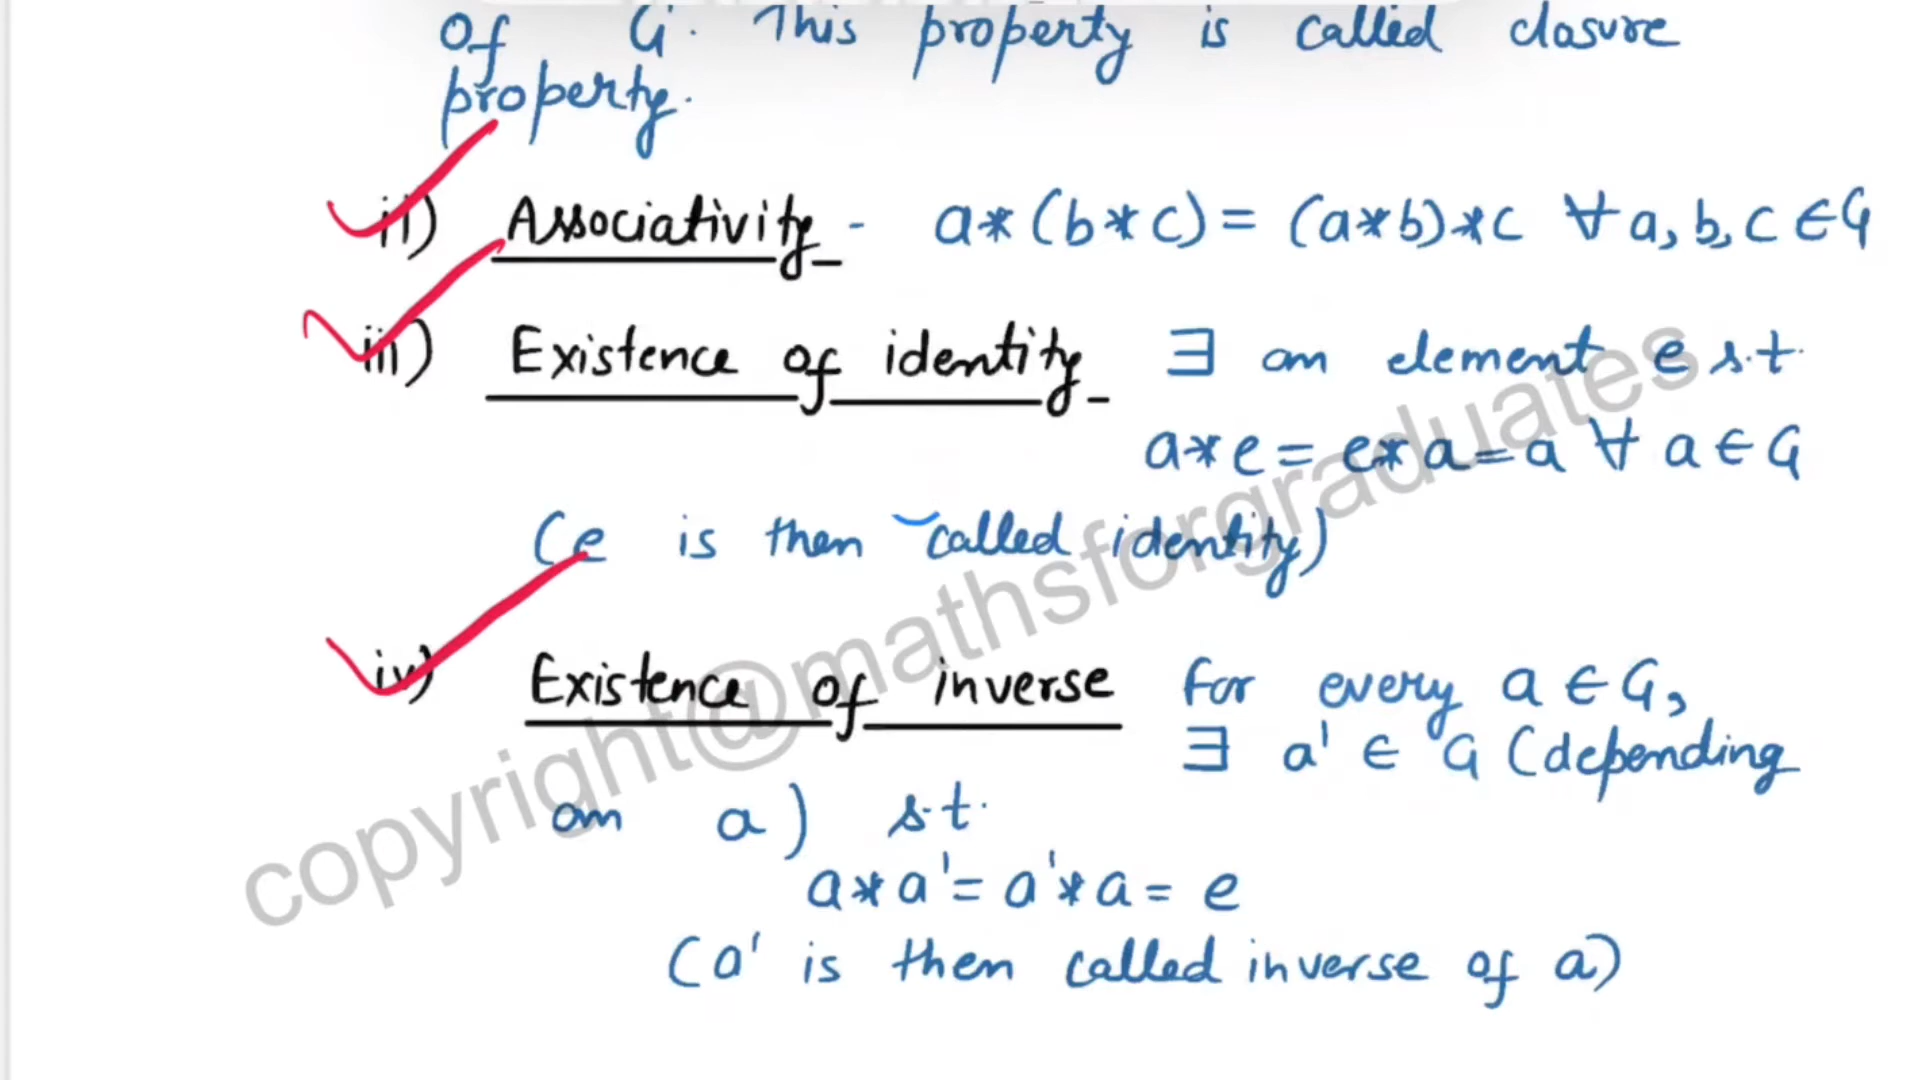 of G. This property is called closure
property.
ii) Associativity - a*(b*c) = (a*b)*c ∀ a, b, c ∈ G
iii) Existence of identity - ∃ an element e s.t.
a*e = e*a = a ∀ a ∈ G
(e is then called identity)
iv) Existence of inverse For every a ∈ G,
∃ a' ∈ G (depending
on a) s.t.
a*a' = a'*a = e
(a' is then called inverse of a)
copyright@mathsforgraduates